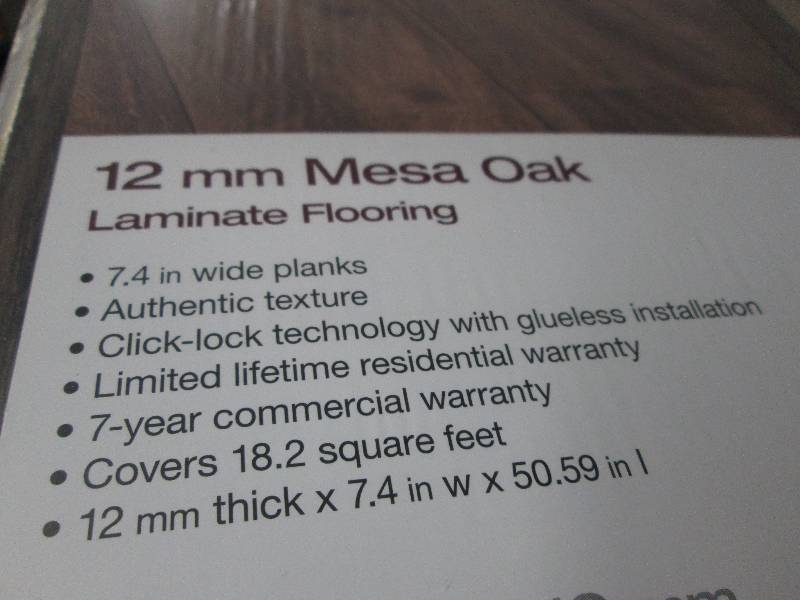 12 mm Mesa Oak
Laminate Flooring
• 7.4 in wide planks
• Authentic texture
• Click-lock technology with glueless installation
• Limited lifetime residential warranty
• 7-year commercial warranty
• Covers 18.2 square feet
• 12 mm thick x 7.4 in w x 50.59 in l